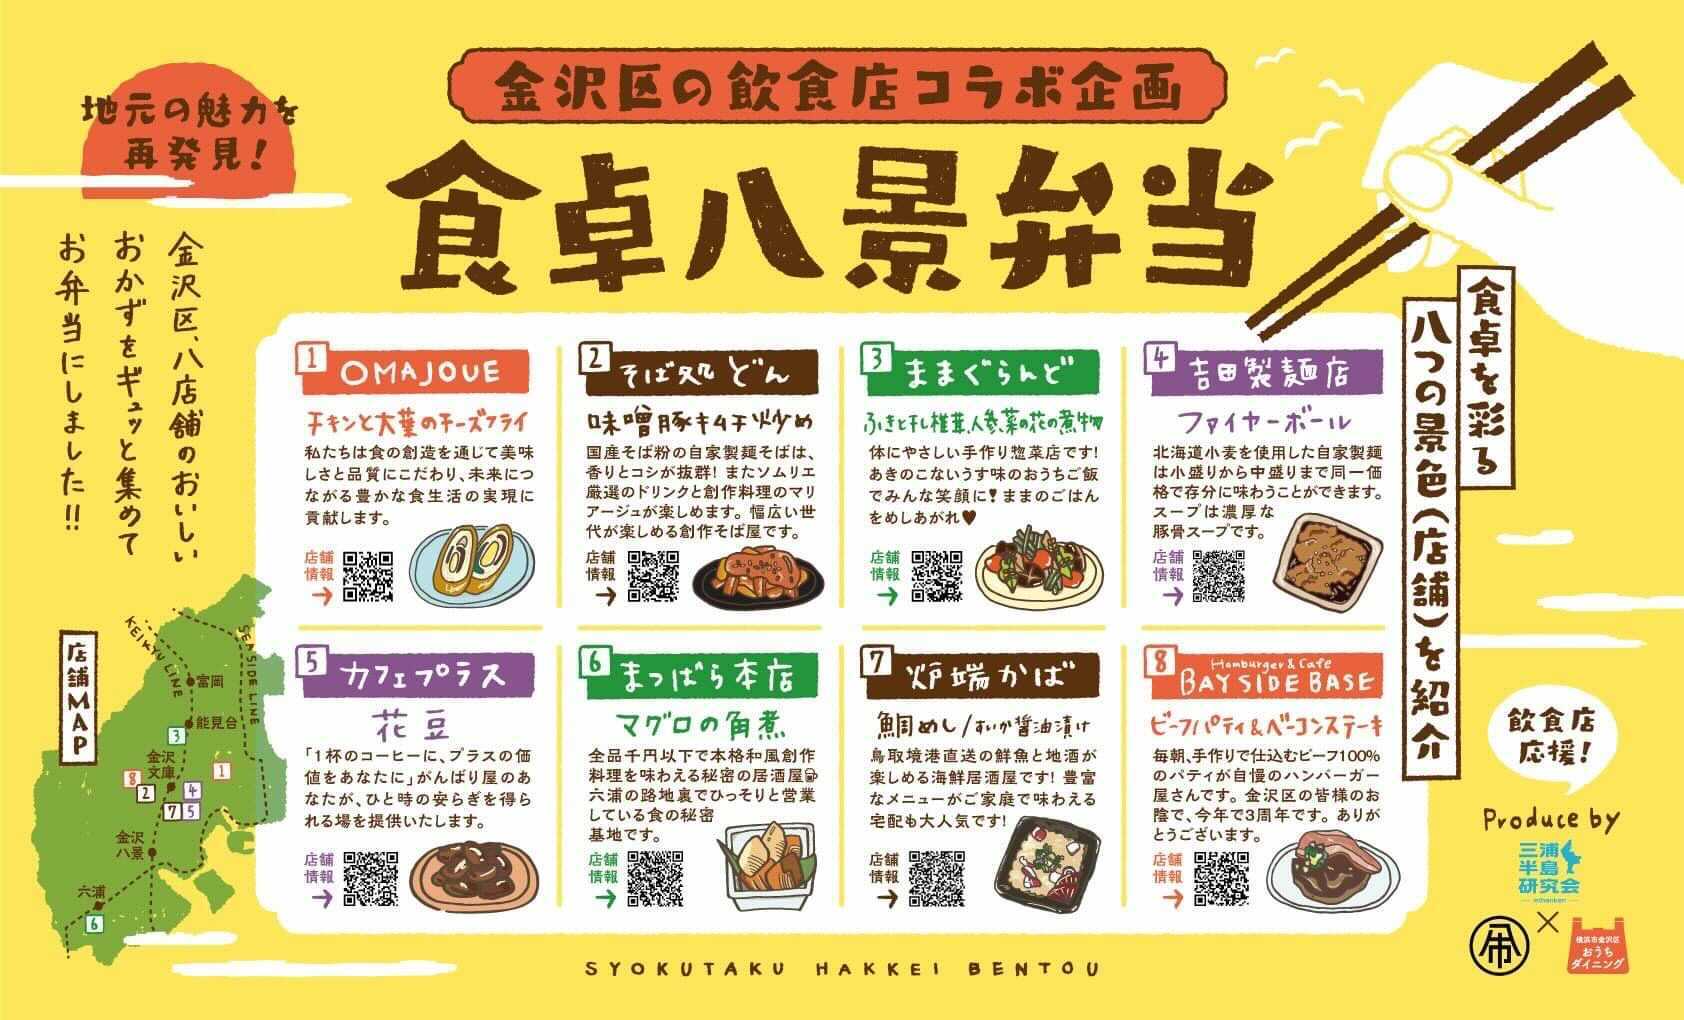 金沢区の飲食店コラボ企画
食卓八景弁当
地元の魅力を
再発見!
金沢区、八店舗のおいしい
おかずをギュッと集めて
お弁当にしました!!
食卓を彩る
八つの景色(店舗)を紹介
1
OMAJOUE
チキンと大葉のチーズフライ
私たちは食の創造を通じて美味
しさと品質にこだわり、未来につ
ながる豊かな食生活の実現に
貢献します。
店舗
情報
→
2
そば処 どん
味噌豚キムチ炒め
国産そば粉の自家製麺そばは、
香りとコシが抜群! またソムリエ
厳選のドリンクと創作料理のマリ
アージュが楽しめます。幅広い世
代が楽しめる創作そば屋です。
店舗
情報
→
3
ままぐらんど
ふきと干し椎茸、人参、菜の花の煮物
体にやさしい手作り惣菜店です!
あきのこないうす味のおうちご飯
でみんな笑顔に❣ままのごはん
をめしあがれ♥
店舗
情報
→
4
吉田製麺店
ファイヤーボール
北海道小麦を使用した自家製麺
は小盛りから中盛りまで同一価
格で存分に味わうことができます。
スープは濃厚な
豚骨スープです。
店舗
情報
→
5
カフェプラス
花豆
「1杯のコーヒーに、プラスの価
値をあなたに」がんばり屋のあ
なたが、ひと時の安らぎを得ら
れる場を提供いたします。
店舗
情報
→
6
まつばら本店
マグロの角煮
全品千円以下で本格和風創作
料理を味わえる秘密の居酒屋
六浦の路地裏でひっそりと営業
している食の秘密
基地です。
店舗
情報
→
7
炉端かば
鯛めし/すいか醤油漬け
鳥取境港直送の鮮魚と地酒が
楽しめる海鮮居酒屋です! 豊富
なメニューがご家庭で味わえる
宅配も大人気です!
店舗
情報
→
8
Hamburger & Cafe
BAYSIDE BASE
ビーフパティ&ベーコンステーキ
毎朝、手作りで仕込むビーフ100%
のパティが自慢のハンバーガー
屋さんです。金沢区の皆様のお
陰で、今年で3周年です。ありが
とうございます。
店舗
情報
→
店舗MAP
KEIKYU LINE
SEA SIDE LINE
富岡
能見台
3
金沢
文庫
1
8
2
4
7
5
金沢
八景
六浦
6
飲食店
応援!
Produce by
三浦
半島
研究会
×
横浜市金沢区
おうち
ダイニング
SYOKUTAKU HAKKEI BENTOU